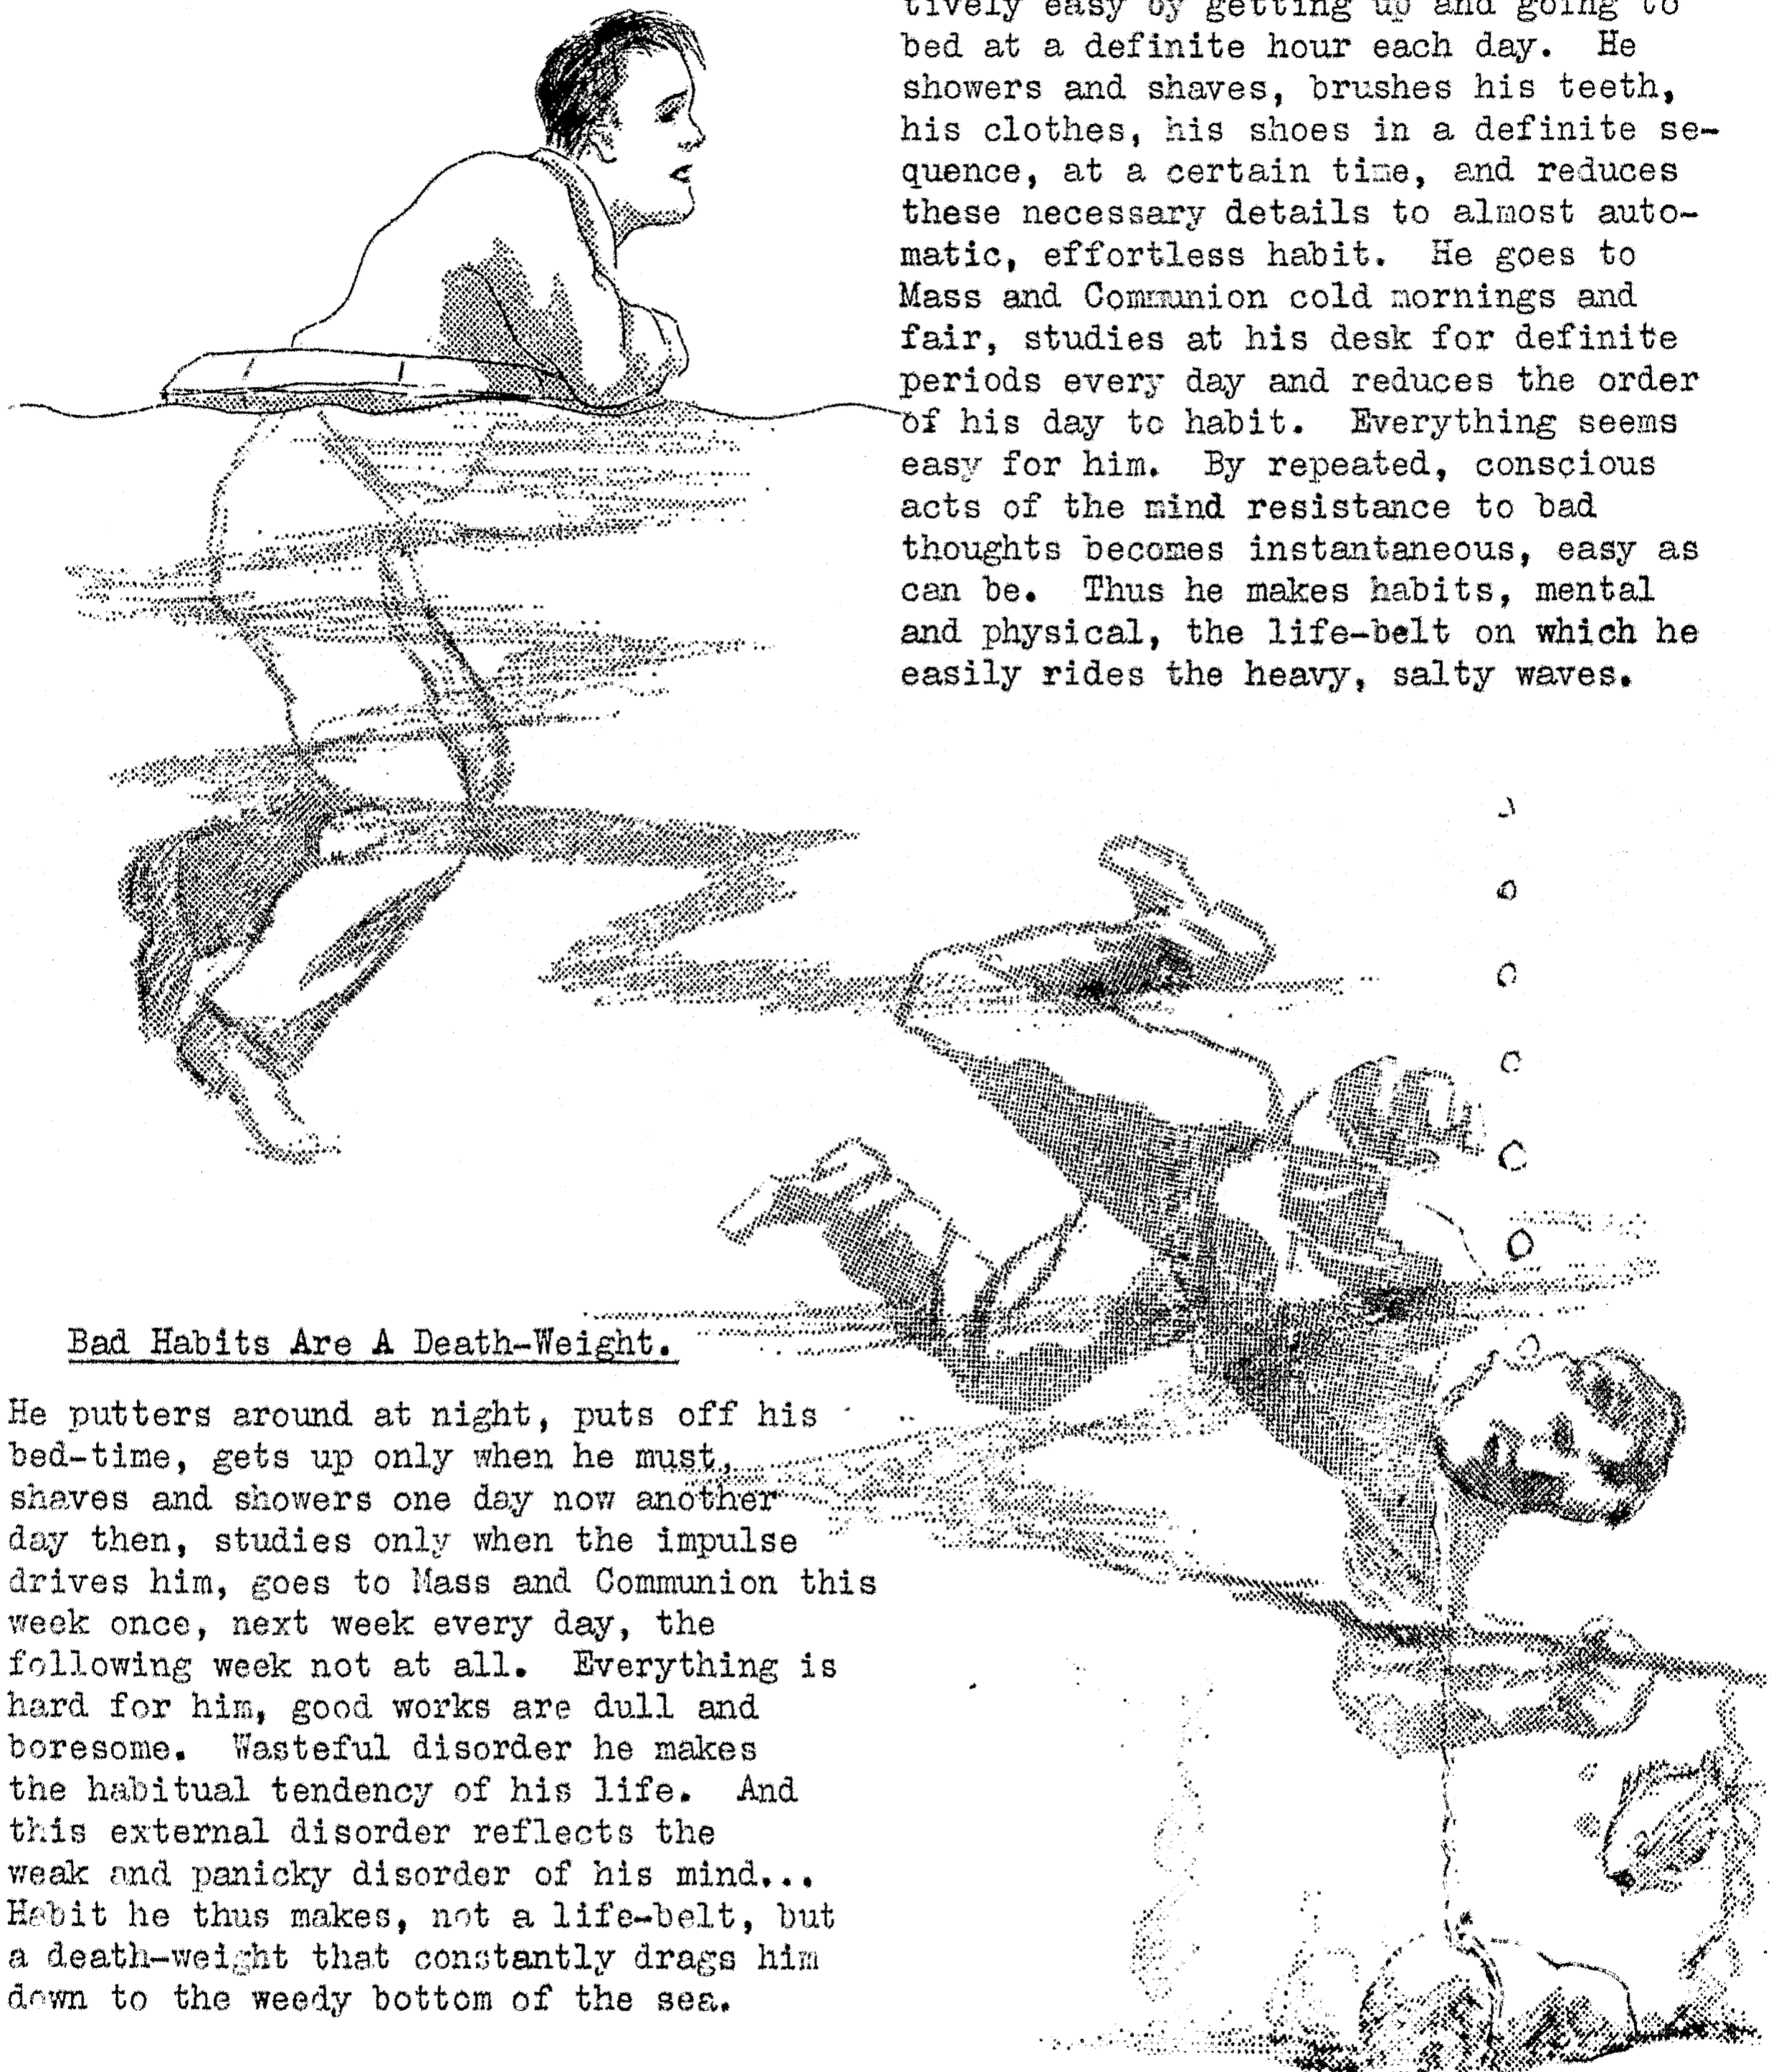 tively easy by getting up and going to
bed at a definite hour each day. He
showers and shaves, brushes his teeth,
his clothes, his shoes in a definite se-
quence, at a certain time, and reduces
these necessary details to almost auto-
matic, effortless habit. He goes to
Mass and Communion cold mornings and
fair, studies at his desk for definite
periods every day and reduces the order
of his day to habit. Everything seems
easy for him. By repeated, conscious
acts of the mind resistance to bad
thoughts becomes instantaneous, easy as
can be. Thus he makes habits, mental
and physical, the life-belt on which he
easily rides the heavy, salty waves.
Bad Habits Are A Death-Weight.
He putters around at night, puts off his
bed-time, gets up only when he must,
shaves and showers one day now another
day then, studies only when the impulse
drives him, goes to Mass and Communion this
week once, next week every day, the
following week not at all. Everything is
hard for him, good works are dull and
boresome. Wasteful disorder he makes
the habitual tendency of his life. And
this external disorder reflects the
weak and panicky disorder of his mind...
Habit he thus makes, not a life-belt, but
a death-weight that constantly drags him
down to the weedy bottom of the sea.